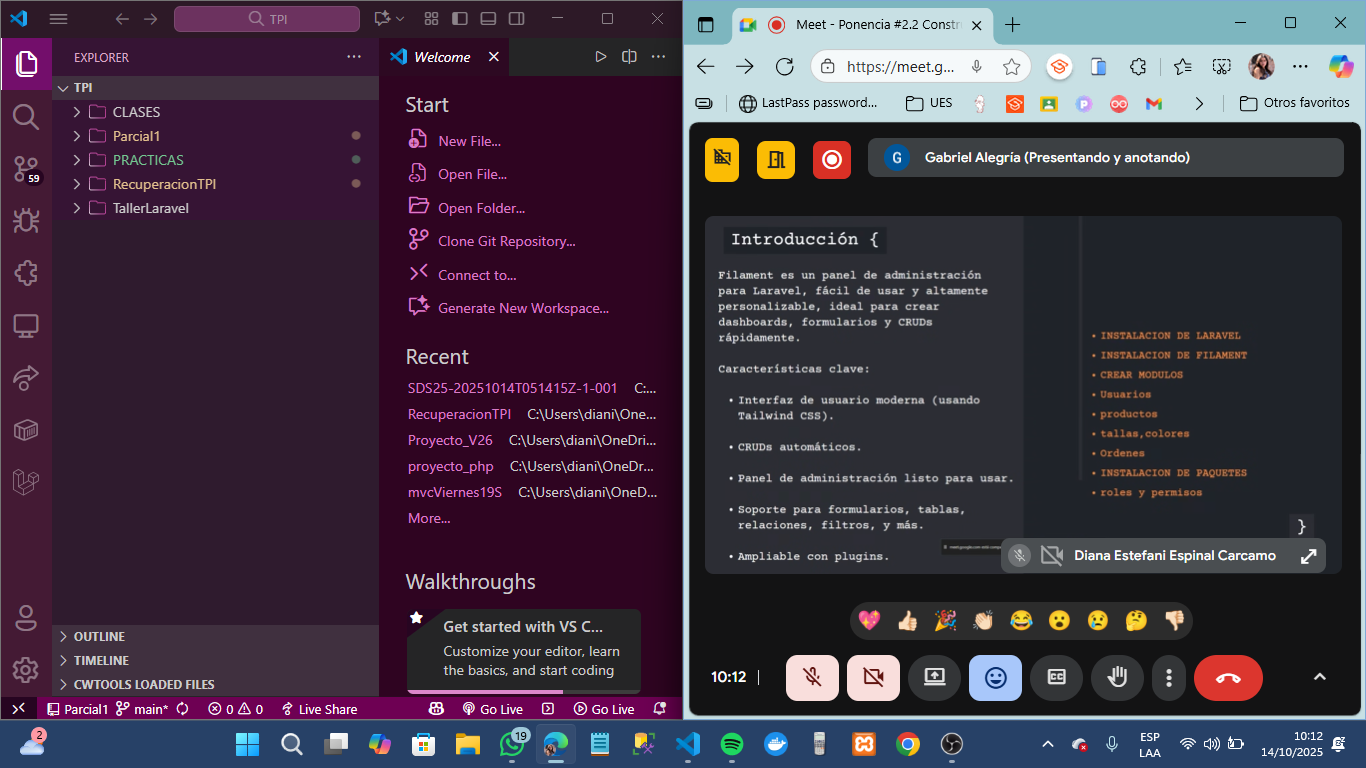 TPI
EXPLORER
TPI
CLASES
Parcial1
PRACTICAS
RecuperacionTPI
TallerLaravel
OUTLINE
TIMELINE
CWTOOLS LOADED FILES
59
Welcome
Start
New File...
Open File...
Open Folder...
Clone Git Repository...
Connect to...
Generate New Workspace...
Recent
SDS25-20251014T051415Z-1-001 C:...
RecuperacionTPI C:\Users\diani\One...
Proyecto_V26 C:\Users\diani\OneDri...
proyecto_php C:\Users\diani\OneDr...
mvcViernes19S C:\Users\diani\OneD...
More...
Walkthroughs
Get started with VS C...
Customize your editor, learn
the basics, and start coding
Parcial1 main* 0 0 Live Share Go Live Go Live
Meet - Ponencia #2.2 Constr
https://meet.g...
LastPass password... UES Otros favoritos
G Gabriel Alegría (Presentando y anotando)
Introducción {
Filament es un panel de administración
para Laravel, fácil de usar y altamente
personalizable, ideal para crear
dashboards, formularios y CRUDs
rápidamente.
Características clave:
• Interfaz de usuario moderna (usando
Tailwind CSS).
• CRUDs automáticos.
• Panel de administración listo para usar.
• Soporte para formularios, tablas,
relaciones, filtros, y más.
• Ampliable con plugins.
• INSTALACION DE LARAVEL
• INSTALACION DE FILAMENT
• CREAR MODULOS
• Usuarios
• productos
• tallas,colores
• Ordenes
• INSTALACION DE PAQUETES
• roles y permisos
}
Diana Estefani Espinal Carcamo
10:12
2
19
ESP
LAA
10:12
14/10/2025